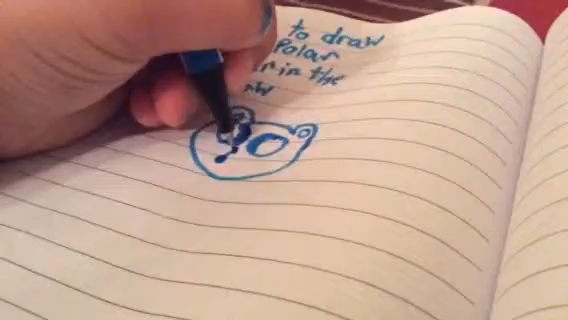 to draw
Polar
in the